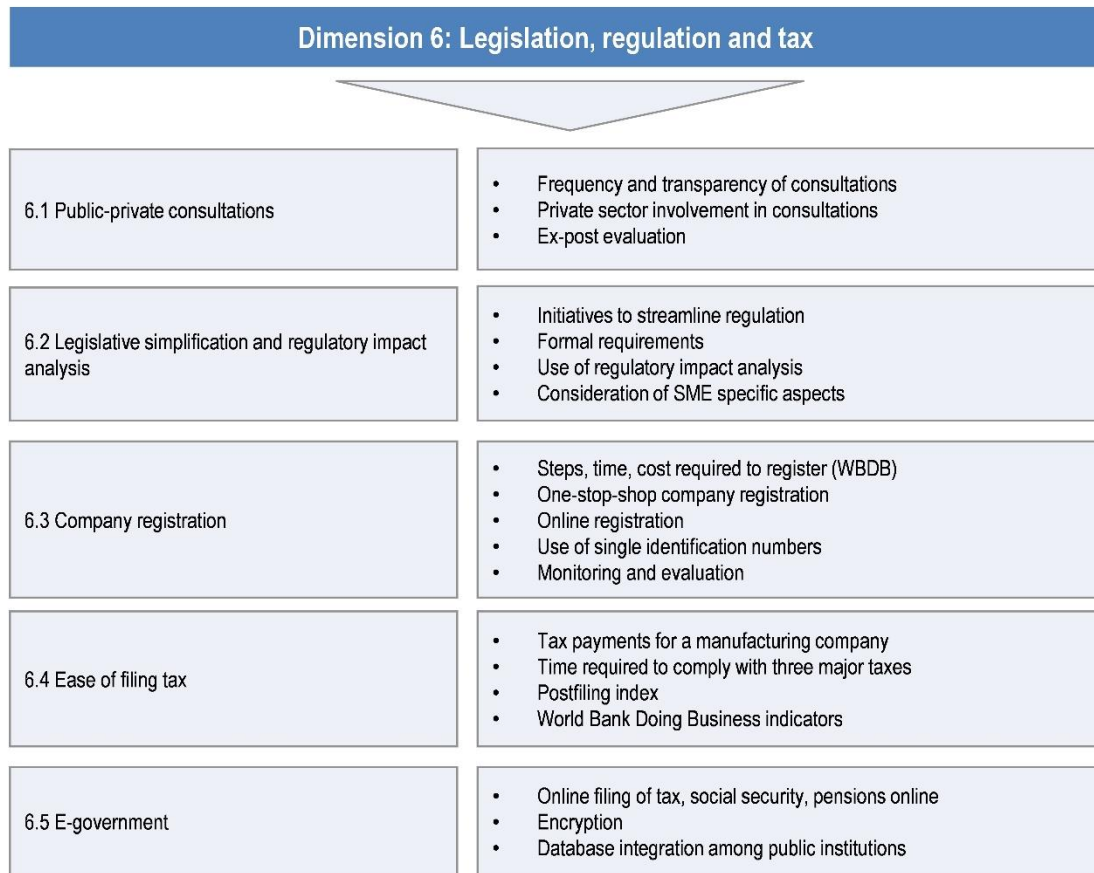 Dimension 6: Legislation, regulation and tax
6.1 Public-private consultations
• Frequency and transparency of consultations
• Private sector involvement in consultations
• Ex-post evaluation
6.2 Legislative simplification and regulatory impact
analysis
• Initiatives to streamline regulation
• Formal requirements
• Use of regulatory impact analysis
• Consideration of SME specific aspects
6.3 Company registration
• Steps, time, cost required to register (WBDB)
• One-stop-shop company registration
• Online registration
• Use of single identification numbers
• Monitoring and evaluation
6.4 Ease of filing tax
• Tax payments for a manufacturing company
• Time required to comply with three major taxes
• Postfiling index
• World Bank Doing Business indicators
6.5 E-government
• Online filing of tax, social security, pensions online
• Encryption
• Database integration among public institutions